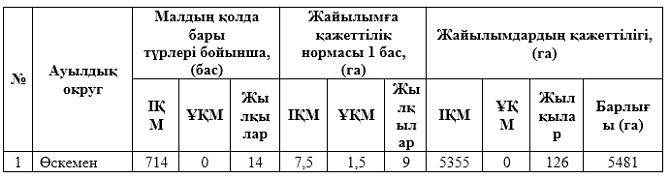 №
Ауылдық
округ
Малдың қолда
бары
түрлері бойынша,
(бас)
Жайылымға
қажеттілік
нормасы 1 бас,
(га)
Жайылымдардың қажеттілігі,
(га)
ІҚ
М
ҰҚМ
Жы
лқы
лар
ІҚМ
ҰҚМ
Жы
лқ
ыл
ар
ІҚМ
ҰҚ
М
Жыл
қыла
р
Барлығ
ы (га)
1 Өскемен 714 0 14 7,5 1,5 9 5355 0 126 5481